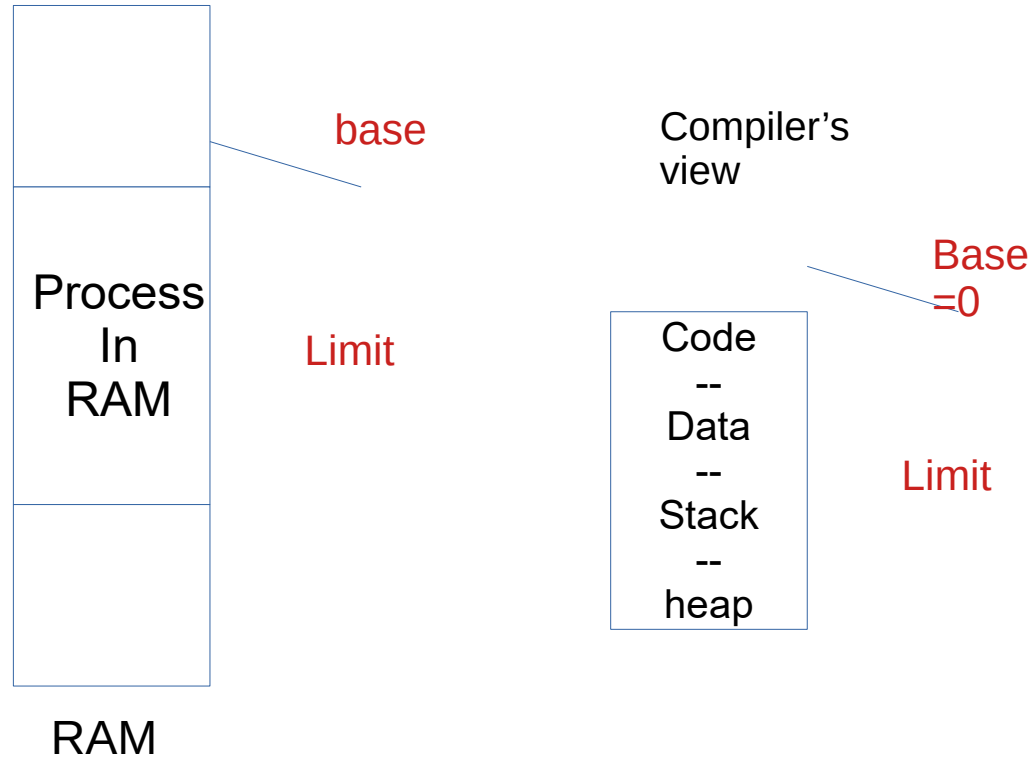 base
Process
In
RAM
Limit
RAM
Compiler’s
view
Base
=0
Code
--
Data
--
Stack
--
heap
Limit